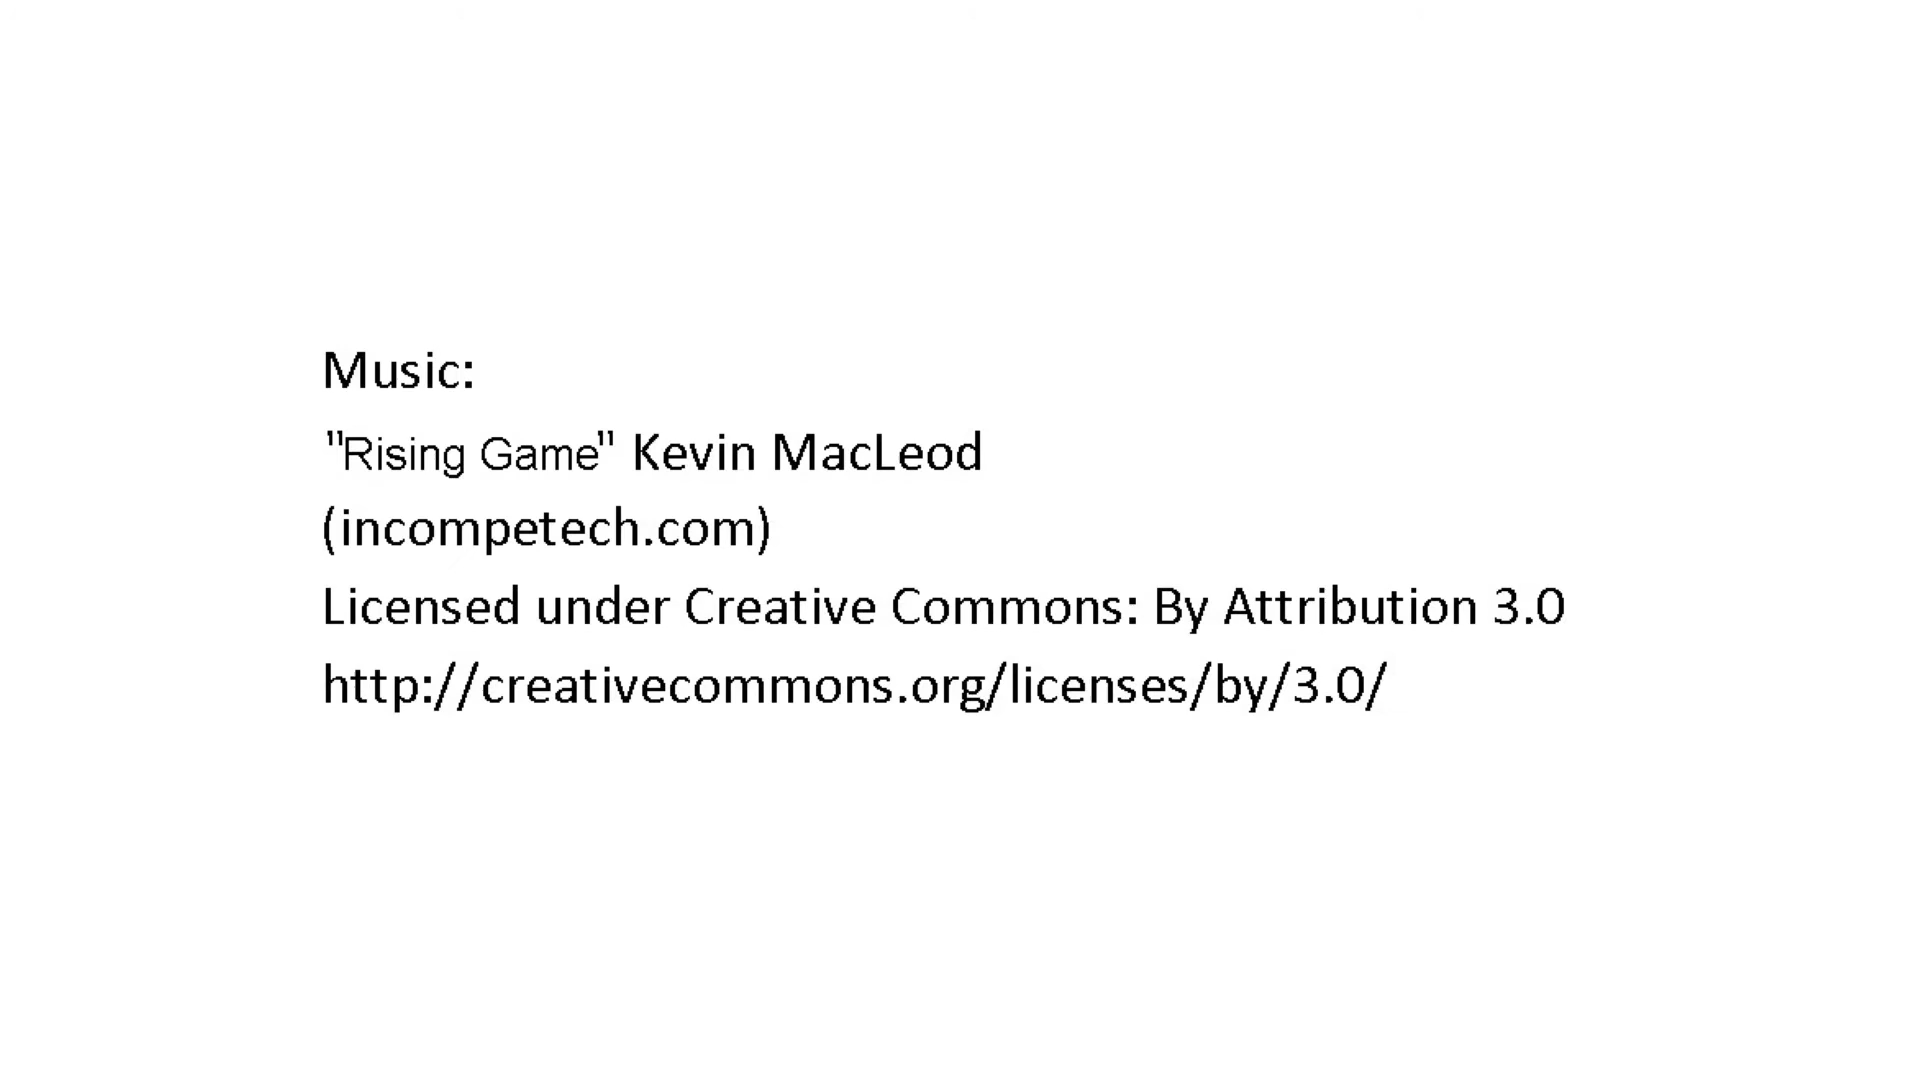 Music:
"Rising Game" Kevin MacLeod
(incompetech.com)
Licensed under Creative Commons: By Attribution 3.0
http://creativecommons.org/licenses/by/3.0/